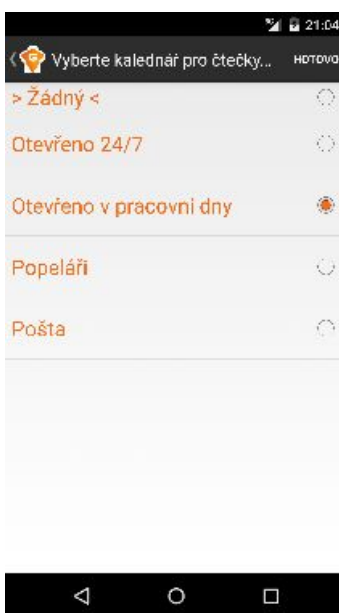 21:04
Vyberte kalednář pro čtečky... HOTOVO
> Žádný <
Otevřeno 24/7
Otevřeno v pracovní dny
Popeláři
Pošta